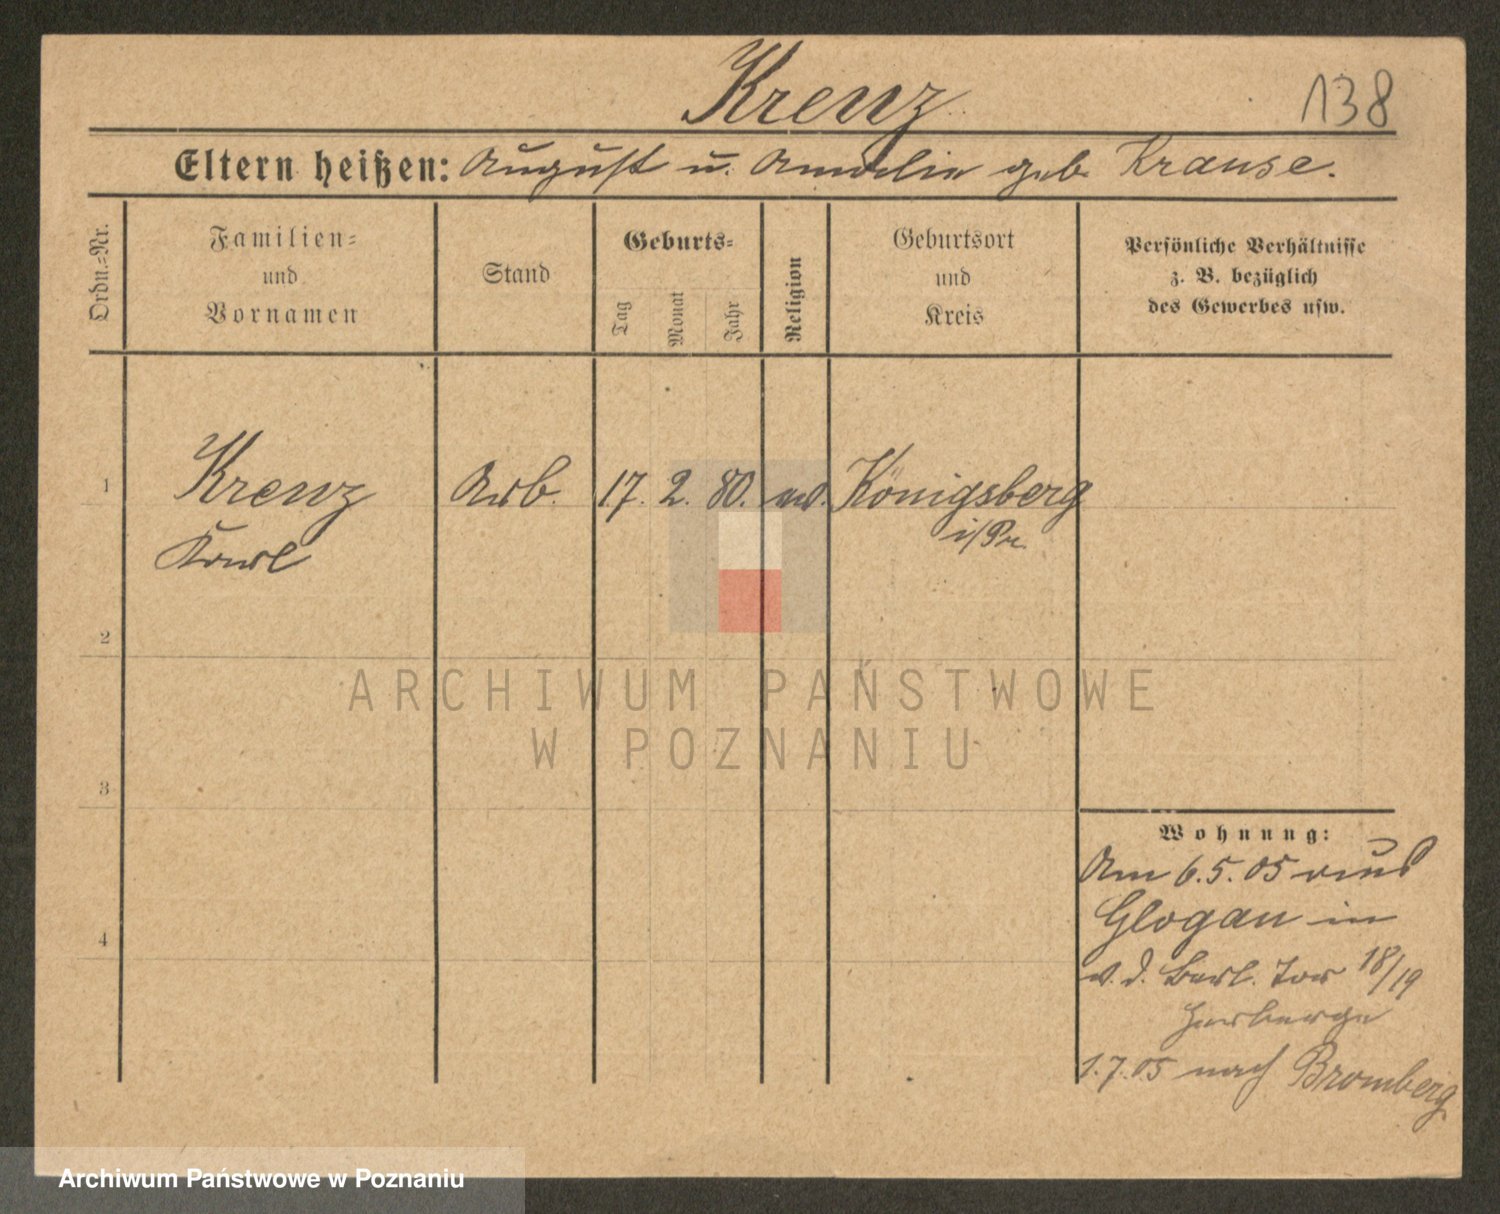 Krenz
138
Eltern heißen: August u. Amalie geb. Krause.
Ordn.=Nr.
Familien=
und
Vornamen
Stand
Geburts=
Tag
Monat
Jahr
Religion
Geburtsort
und
Kreis
Persönliche Verhältnisse
z. B. bezüglich
des Gewerbes usw.
1 Krenz Arb. 17. 2. 80. ev. Königsberg
Karl i/Pr.
2
3
4
Wohnung:
Am 6.5.05 aus
Glogau in
v. d. Berl. Tor 18/19
Herberge
1.7.05 nach Bromberg
ARCHIWUM PAŃSTWOWE
W POZNANIU
Archiwum Państwowe w Poznaniu